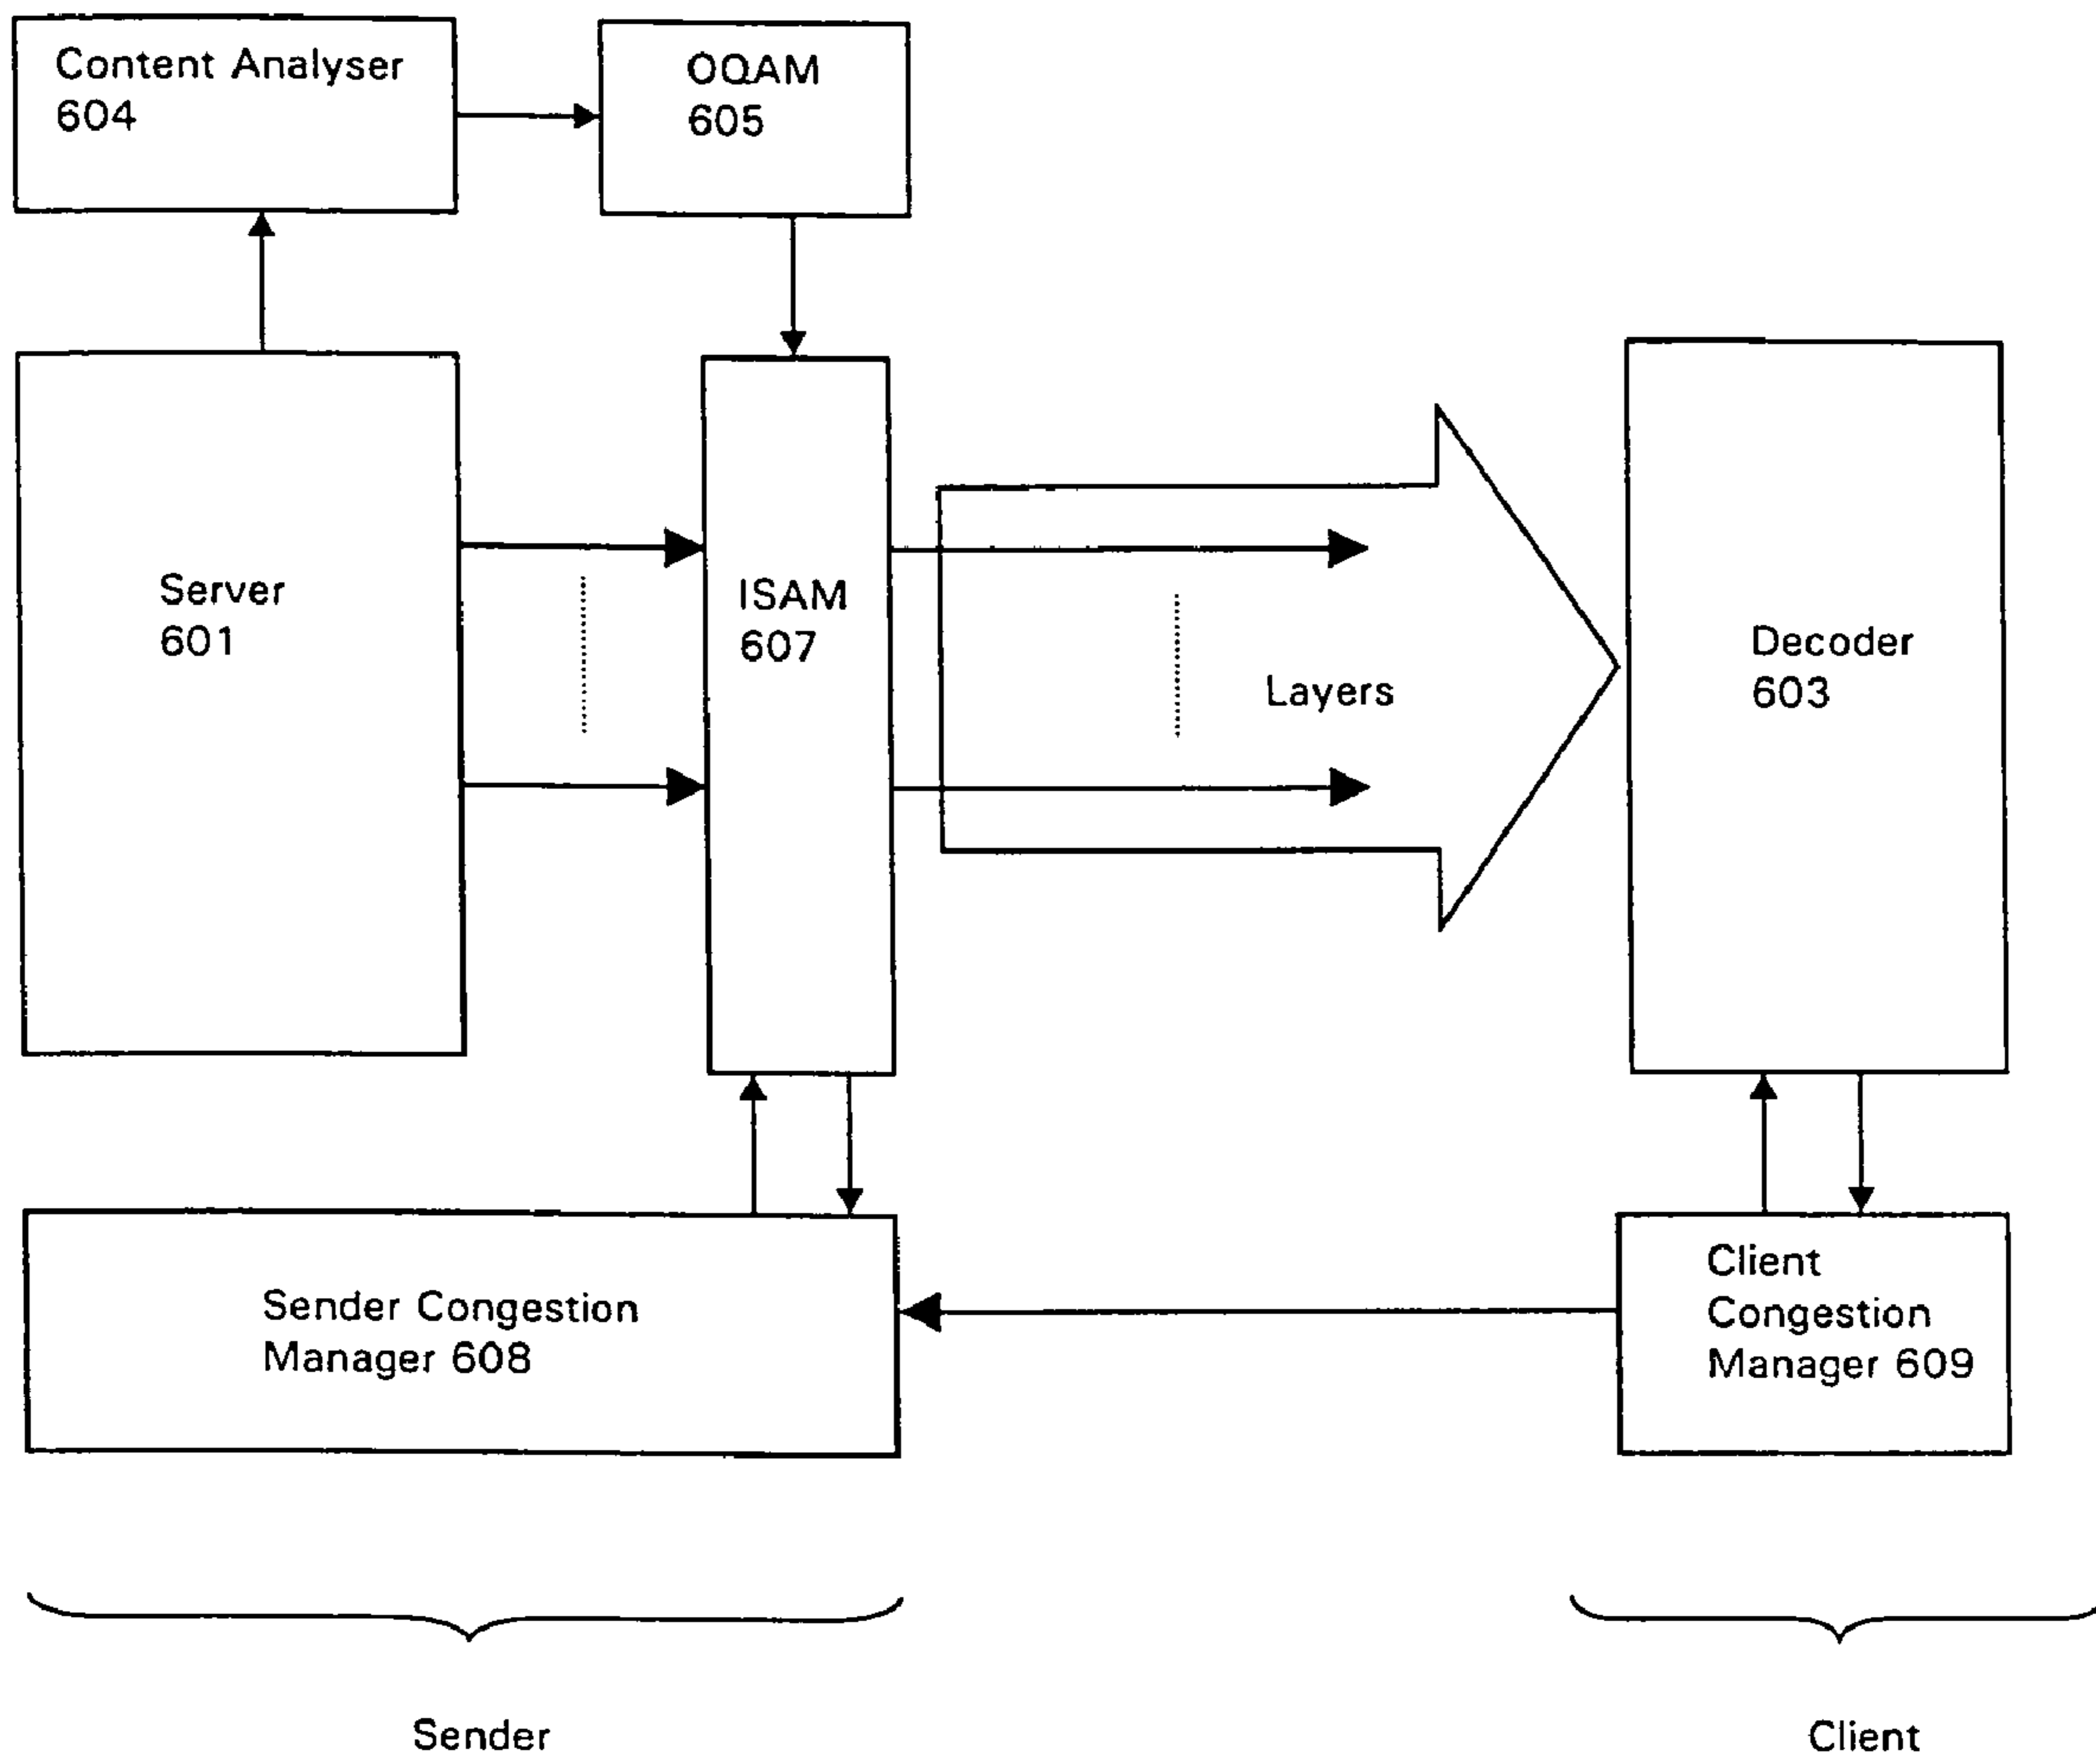 Content Analyser
604
OQAM
605
Server
601
ISAM
607
Layers
Decoder
603
Sender Congestion
Manager 608
Client
Congestion
Manager 609
Sender
Client